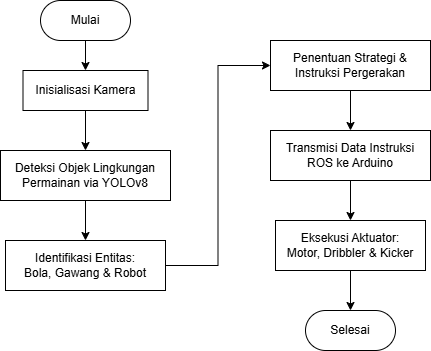 Mulai
Inisialisasi Kamera
Deteksi Objek Lingkungan
Permainan via YOLOv8
Identifikasi Entitas:
Bola, Gawang & Robot
Penentuan Strategi &
Instruksi Pergerakan
Transmisi Data Instruksi
ROS ke Arduino
Eksekusi Aktuator:
Motor, Dribbler & Kicker
Selesai